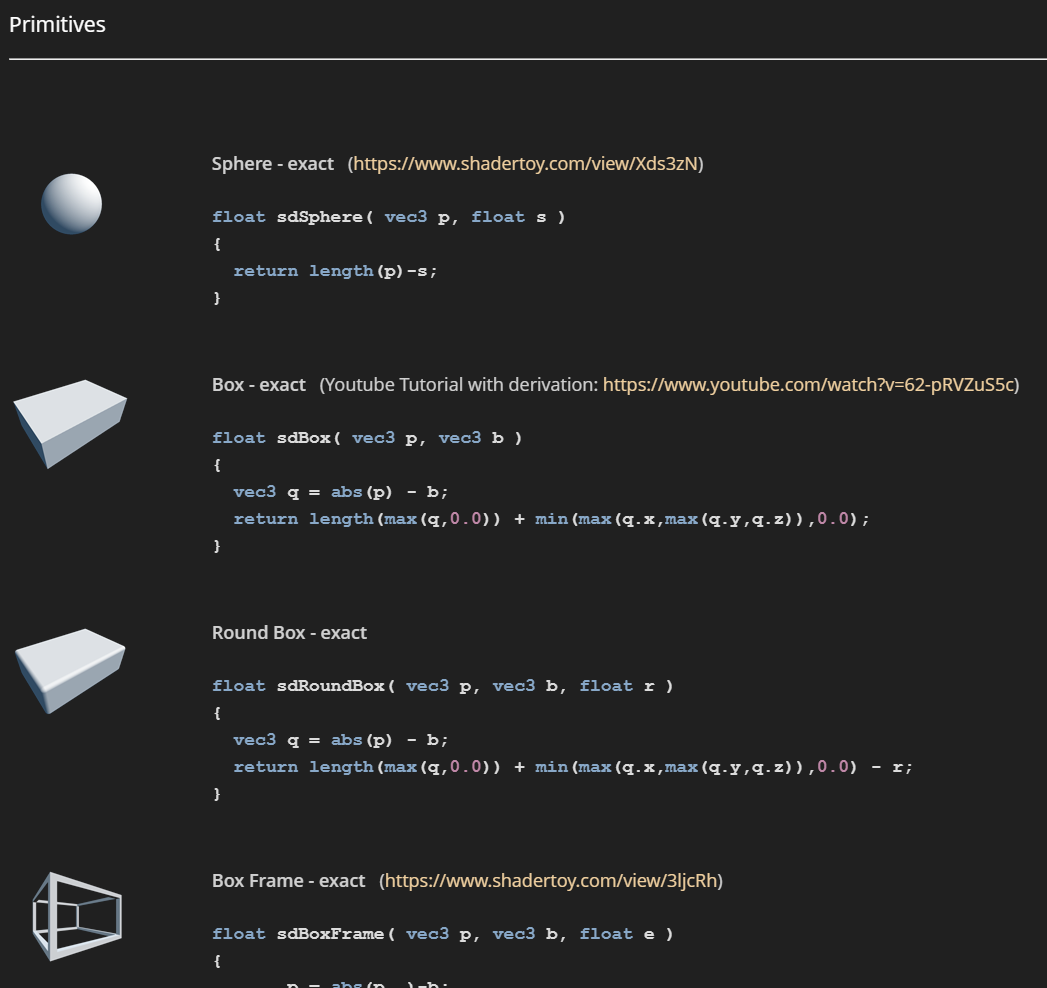 Primitives
Sphere - exact (https://www.shadertoy.com/view/Xds3zN)
float sdSphere( vec3 p, float s )
{
return length(p)-s;
}
Box - exact (Youtube Tutorial with derivation: https://www.youtube.com/watch?v=62-pRVZuS5c)
float sdBox( vec3 p, vec3 b )
{
vec3 q = abs(p) - b;
return length(max(q,0.0)) + min(max(q.x,max(q.y,q.z)),0.0);
}
Round Box - exact
float sdRoundBox( vec3 p, vec3 b, float r )
{
vec3 q = abs(p) - b;
return length(max(q,0.0)) + min(max(q.x,max(q.y,q.z)),0.0) - r;
}
Box Frame - exact (https://www.shadertoy.com/view/3ljcRh)
float sdBoxFrame( vec3 p, vec3 b, float e )
{
p = abs(p )-b;